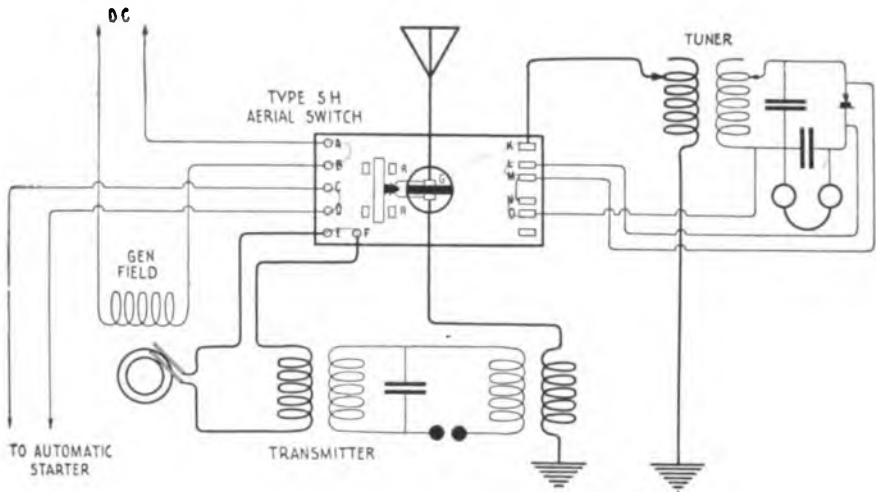 DC
TUNER
TYPE SH
AERIAL SWITCH
A
K
B
R
L
G
M
C
N
D
R
O
E F
GEN
FIELD
TO AUTOMATIC
STARTER
TRANSMITTER